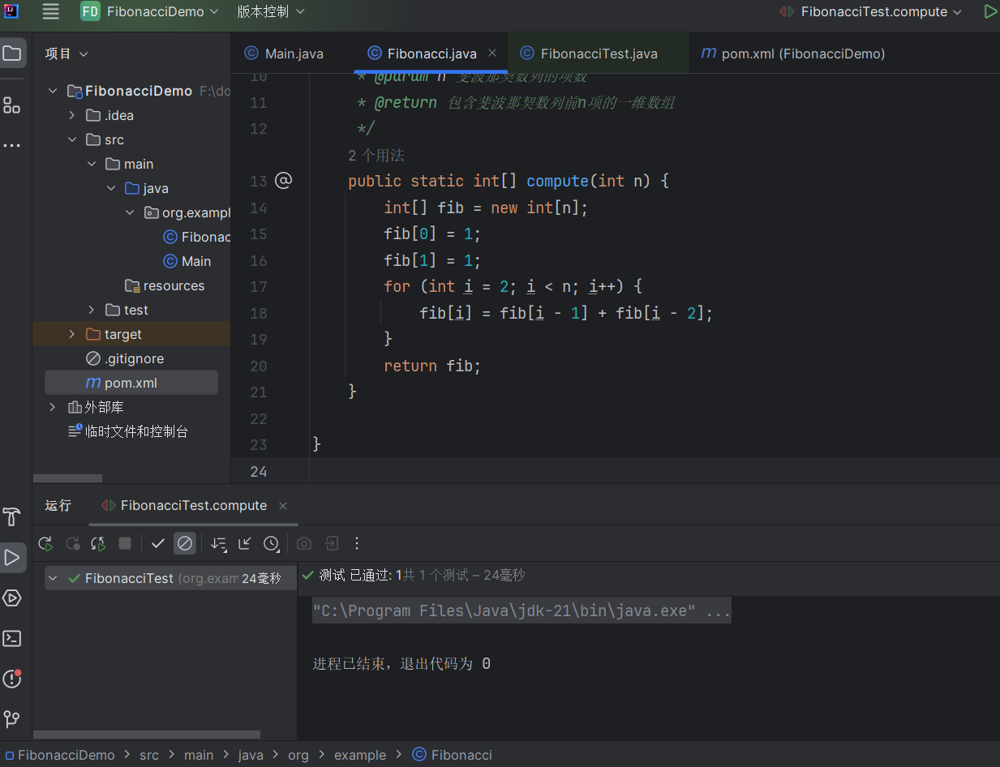 IJ
FD FibonacciDemo 版本控制 FibonacciTest.compute
项目
Main.java Fibonacci.java FibonacciTest.java m pom.xml (FibonacciDemo)
FibonacciDemo F:\do
.idea
src
main
java
org.exampl
Fibonac
Main
resources
test
target
.gitignore
m pom.xml
外部库
临时文件和控制台
10 * @param n 斐波那契数列的项数
11 * @return 包含斐波那契数列前n项的一维数组
12 */
2 个用法
13 @ public static int[] compute(int n) {
14 int[] fib = new int[n];
15 fib[0] = 1;
16 fib[1] = 1;
17 for (int i = 2; i < n; i++) {
18 fib[i] = fib[i - 1] + fib[i - 2];
19 }
20 return fib;
21 }
22
23 }
24
运行 FibonacciTest.compute
FibonacciTest (org.exam 24毫秒
测试 已通过: 1共 1 个测试 – 24毫秒
"C:\Program Files\Java\jdk-21\bin\java.exe" ...
进程已结束，退出代码为 0
FibonacciDemo > src > main > java > org > example > Fibonacci